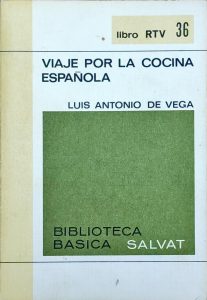 libro RTV 36
VIAJE POR LA COCINA
ESPAÑOLA
LUIS ANTONIO DE VEGA
BIBLIOTECA
BASICA SALVAT